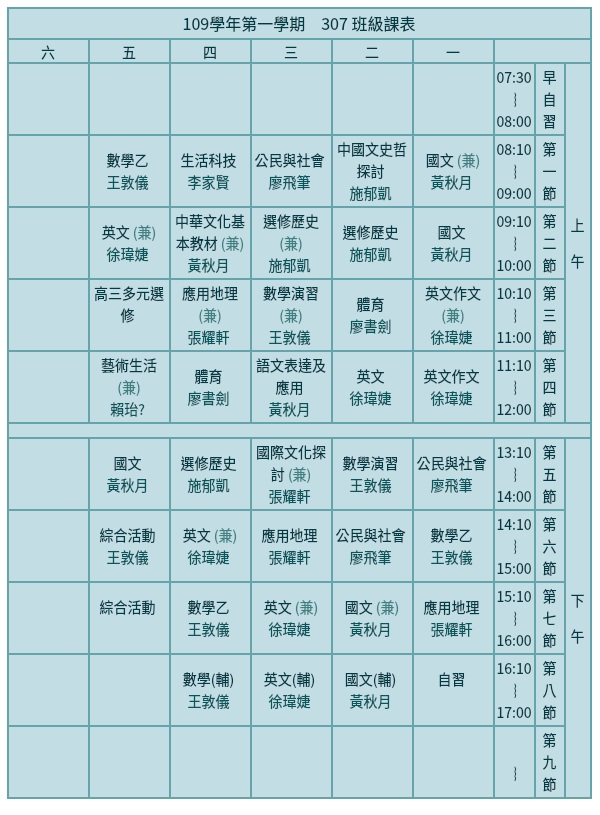 109學年第一學期　307 班級課表
六 五 四 三 二 一
07:30
⌇
08:00
早
自
習
數學乙
王敦儀
生活科技
李家賢
公民與社會
廖飛筆
中國文史哲
探討
施郁凱
國文 (兼)
黃秋月
08:10
⌇
09:00
第
一
節
英文 (兼)
徐瑋婕
中華文化基
本教材 (兼)
黃秋月
選修歷史
(兼)
施郁凱
選修歷史
施郁凱
國文
黃秋月
09:10
⌇
10:00
第
二
節
上
午
高三多元選
修
應用地理
(兼)
張耀軒
數學演習
(兼)
王敦儀
體育
廖書劍
英文作文
(兼)
徐瑋婕
10:10
⌇
11:00
第
三
節
藝術生活
(兼)
賴珆?
體育
廖書劍
語文表達及
應用
黃秋月
英文
徐瑋婕
英文作文
徐瑋婕
11:10
⌇
12:00
第
四
節
國文
黃秋月
選修歷史
施郁凱
國際文化探
討 (兼)
張耀軒
數學演習
王敦儀
公民與社會
廖飛筆
13:10
⌇
14:00
第
五
節
綜合活動
王敦儀
英文 (兼)
徐瑋婕
應用地理
張耀軒
公民與社會
廖飛筆
數學乙
王敦儀
14:10
⌇
15:00
第
六
節
綜合活動
數學乙
王敦儀
英文 (兼)
徐瑋婕
國文 (兼)
黃秋月
應用地理
張耀軒
15:10
⌇
16:00
第
七
節
下
午
數學(輔)
王敦儀
英文(輔)
徐瑋婕
國文(輔)
黃秋月
自習
16:10
⌇
17:00
第
八
節
⌇
第
九
節